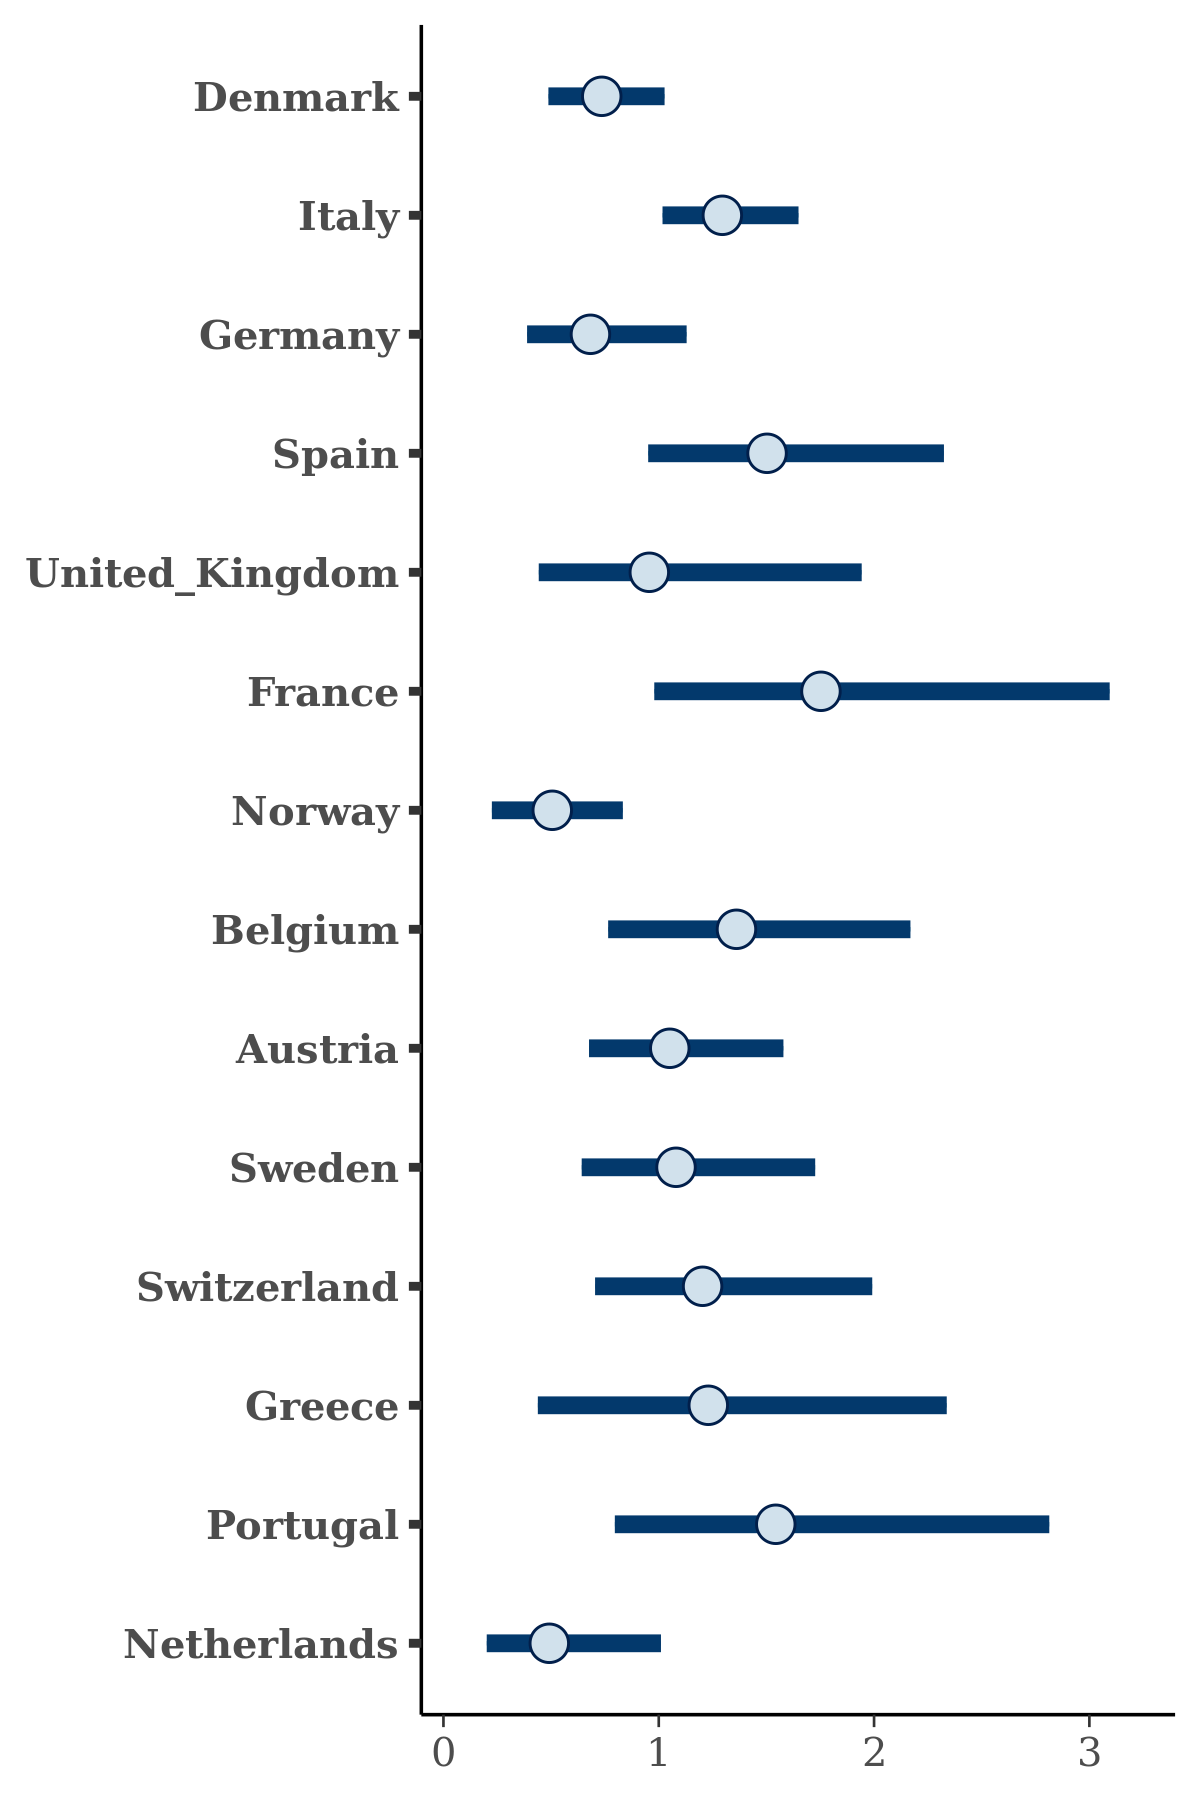 Denmark
Italy
Germany
Spain
United_Kingdom
France
Norway
Belgium
Austria
Sweden
Switzerland
Greece
Portugal
Netherlands
0 1 2 3